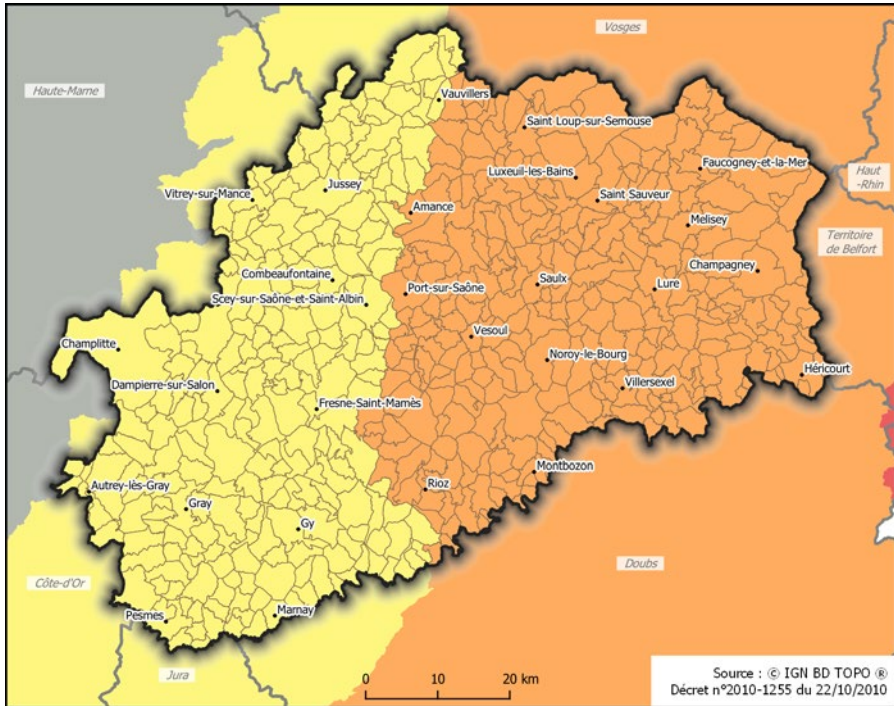 Vosges
Haute-Marne
Vauvillers
Saint Loup-sur-Semouse
Faucogney-et-la-Mer
Luxeuil-les-Bains
Haut
-Rhin
Jussey
Vitrey-sur-Mance
Saint Sauveur
Amance
Melisey
Territoire
de Belfort
Combeaufontaine
Champagney
Saulx
Lure
Port-sur-Saône
Scey-sur-Saône-et-Saint-Albin
Vesoul
Champlitte
Noroy-le-Bourg
Héricourt
Dampierre-sur-Salon
Villersexel
Fresne-Saint-Mamès
Montbozon
Autrey-lès-Gray
Rioz
Gray
Gy
Doubs
Côte-d'Or
Pesmes
Marnay
Jura
0 10 20 km
Source : © IGN BD TOPO ®
Décret n°2010-1255 du 22/10/2010